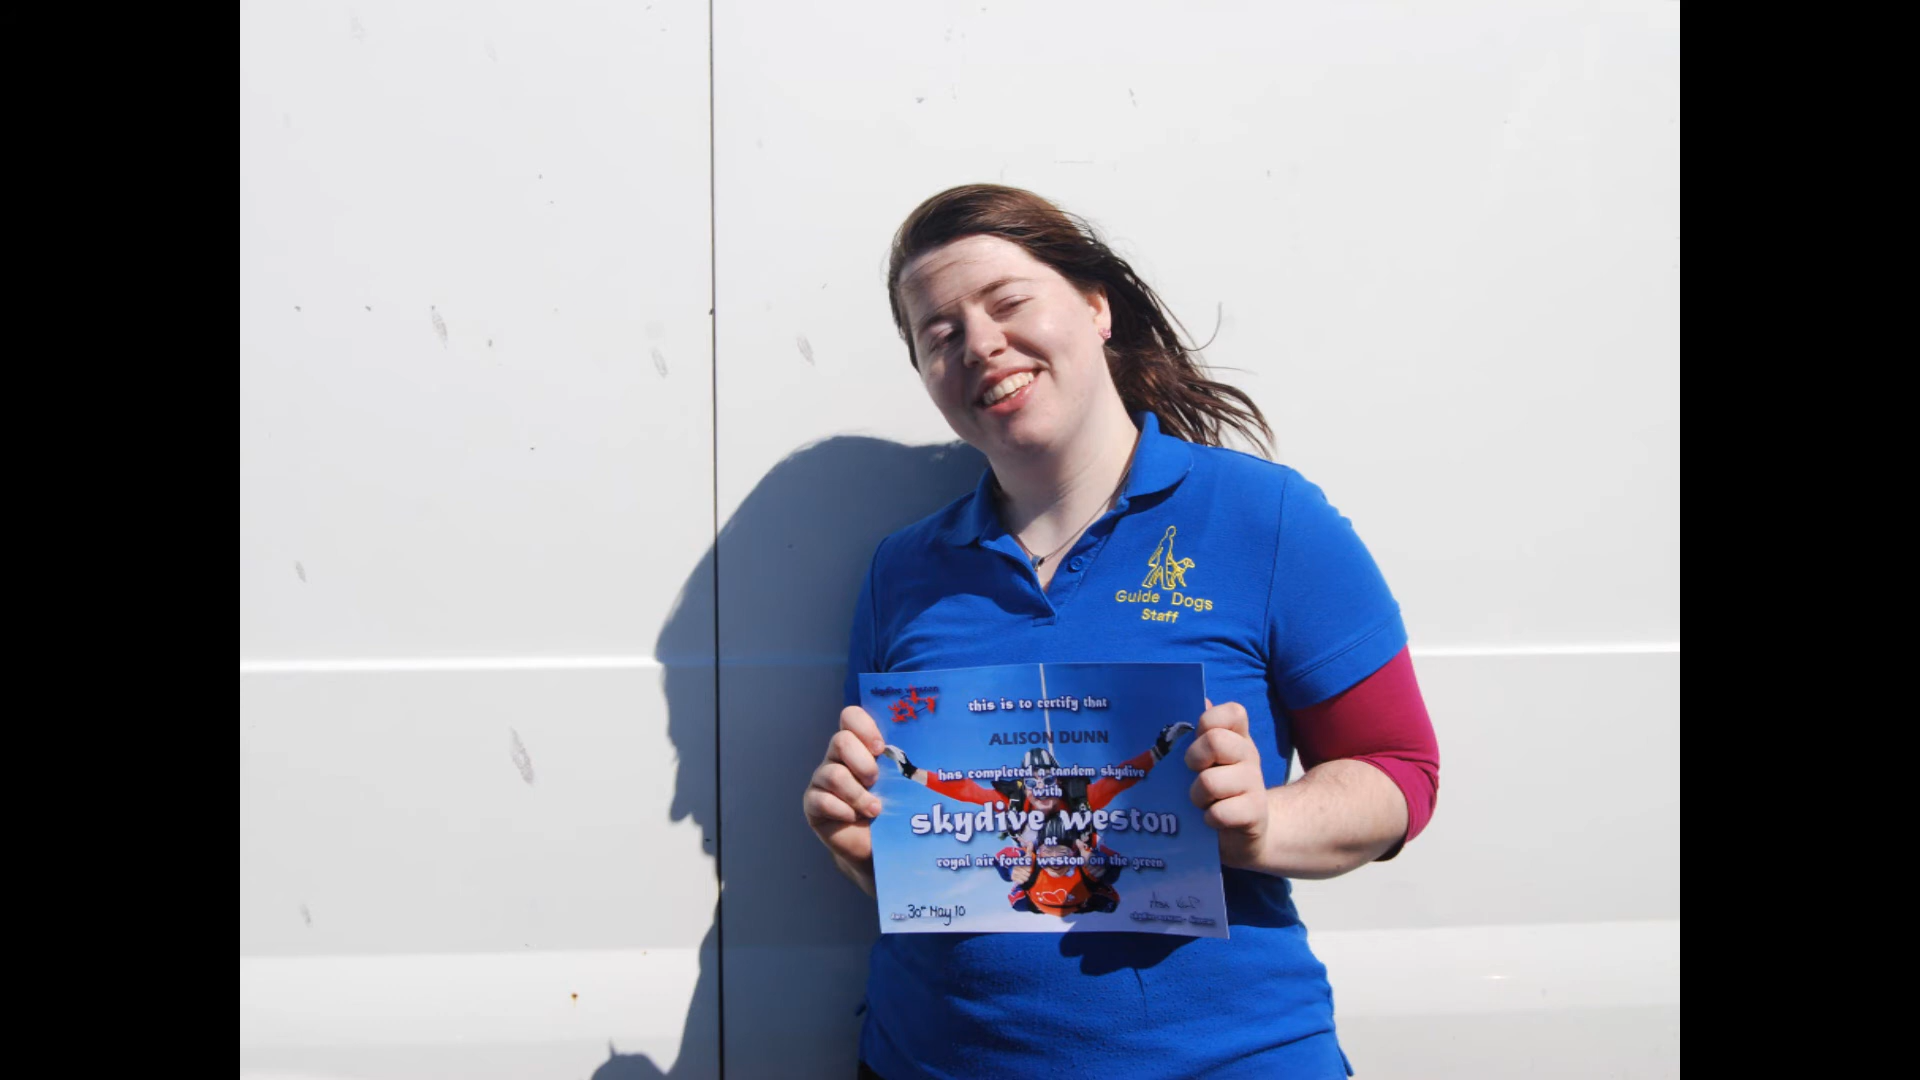 Guide Dogs
Staff
skydive weston
this is to certify that
ALISON DUNN
has completed a tandem skydive
with
skydive weston
at
royal air force weston on the green
30th May 10